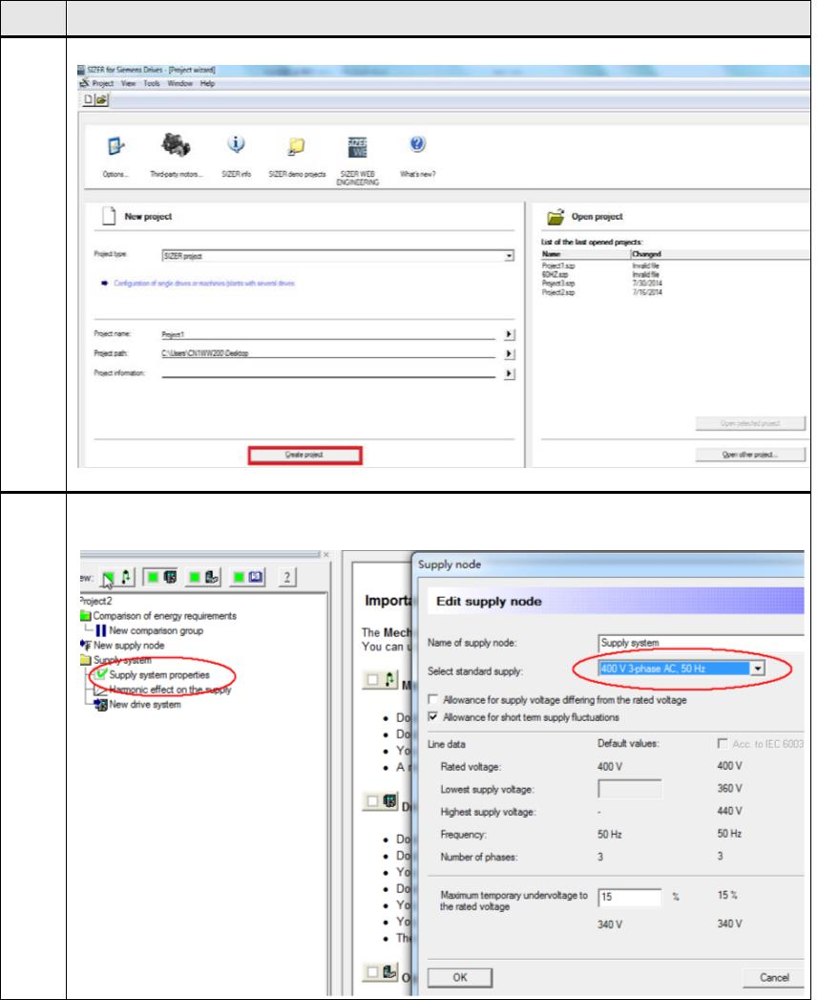 SIZER for Siemens Drives - [Project wizard]
Project View Tools Window Help
Options... Third-party motors... SIZER info SIZER demo projects SIZER WEB ENGINEERING What's new?
New project
Project type: SIZER project
Configuration of single drives or machines/plants with several drives
Project name: Project1
Project path: C:\Users\CN1WW200\Desktop
Project information:
Create project
Open project
List of the last opened projects:
Name Changed
Project1.szp Invalid file
60HZ.szp Invalid file
Project3.szp 7/30/2014
Project2.szp 7/16/2014
Open selected project
Open other project...
ew: ?
Project2
Comparison of energy requirements
New comparison group
New supply node
Supply system
Supply system properties
Harmonic effect on the supply
New drive system
Importa
The Mech
You can u
M
Do
Do
Yo
A m
Do
Do
Yo
Do
Yo
Yo
The
Supply node
Edit supply node
Name of supply node: Supply system
Select standard supply: 400 V 3-phase AC, 50 Hz
Allowance for supply voltage differing from the rated voltage
Allowance for short term supply fluctuations
Line data Default values: Acc. to IEC 6003
Rated voltage: 400 V 400 V
Lowest supply voltage: 360 V
Highest supply voltage: - 440 V
Frequency: 50 Hz 50 Hz
Number of phases: 3 3
Maximum temporary undervoltage to 15 % 15 %
the rated voltage
340 V 340 V
OK Cancel